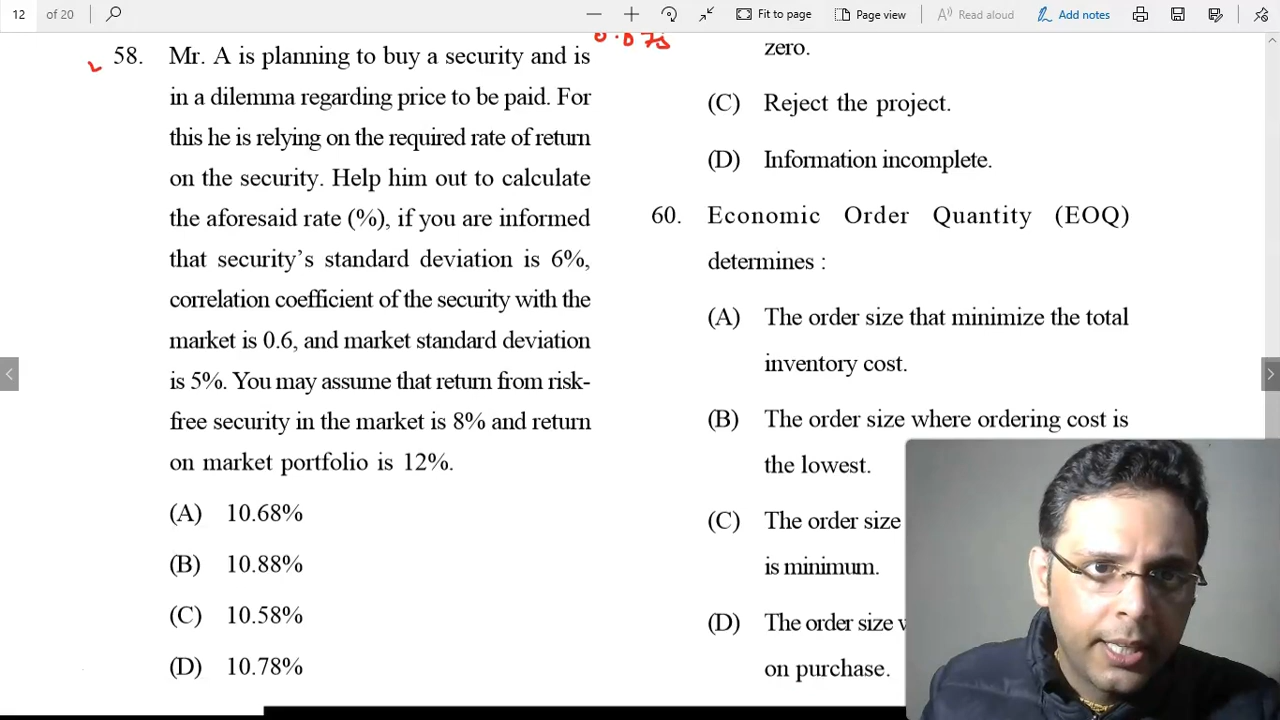 12 of 20
Fit to page
Page view
Read aloud
Add notes
0.075
58. Mr. A is planning to buy a security and is
in a dilemma regarding price to be paid. For
this he is relying on the required rate of return
on the security. Help him out to calculate
the aforesaid rate (%), if you are informed
that security’s standard deviation is 6%,
correlation coefficient of the security with the
market is 0.6, and market standard deviation
is 5%. You may assume that return from risk-
free security in the market is 8% and return
on market portfolio is 12%.
(A) 10.68%
(B) 10.88%
(C) 10.58%
(D) 10.78%
zero.
(C) Reject the project.
(D) Information incomplete.
60. Economic Order Quantity (EOQ)
determines :
(A) The order size that minimize the total
inventory cost.
(B) The order size where ordering cost is
the lowest.
(C) The order size
is minimum.
(D) The order size
on purchase.